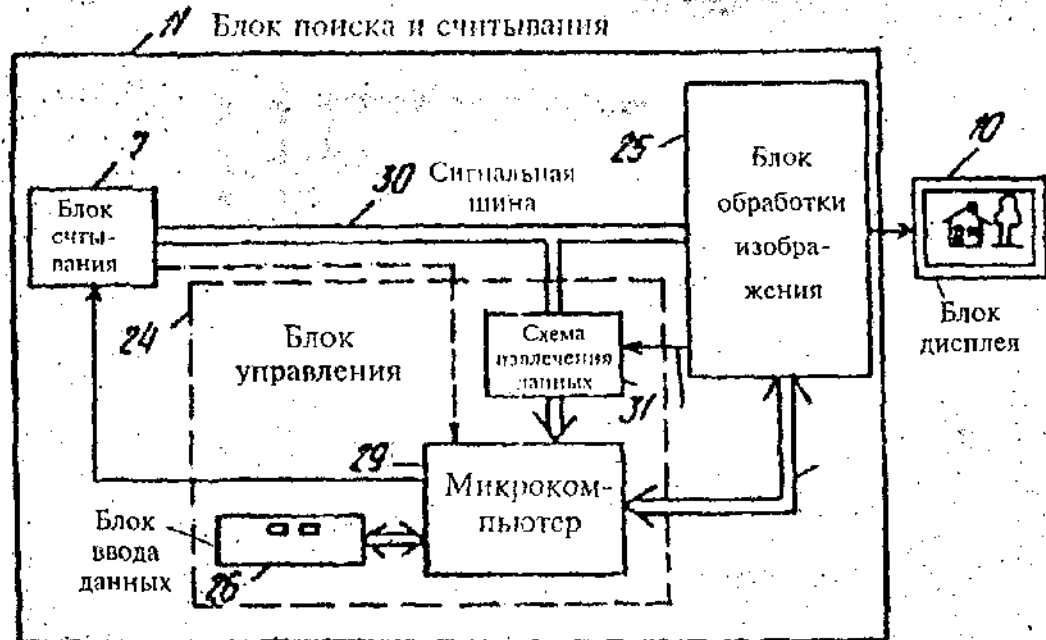 11 Блок поиска и считывания
7
Блок
счты-
вания
30 Сигнальная
шина
25
Блок
обработки
изобра-
жения
10
Блок
дисплея
24
Блок
управления
Схема
извлечения
данных
31
29
Микроком-
пьютер
Блок
ввода
данных
26